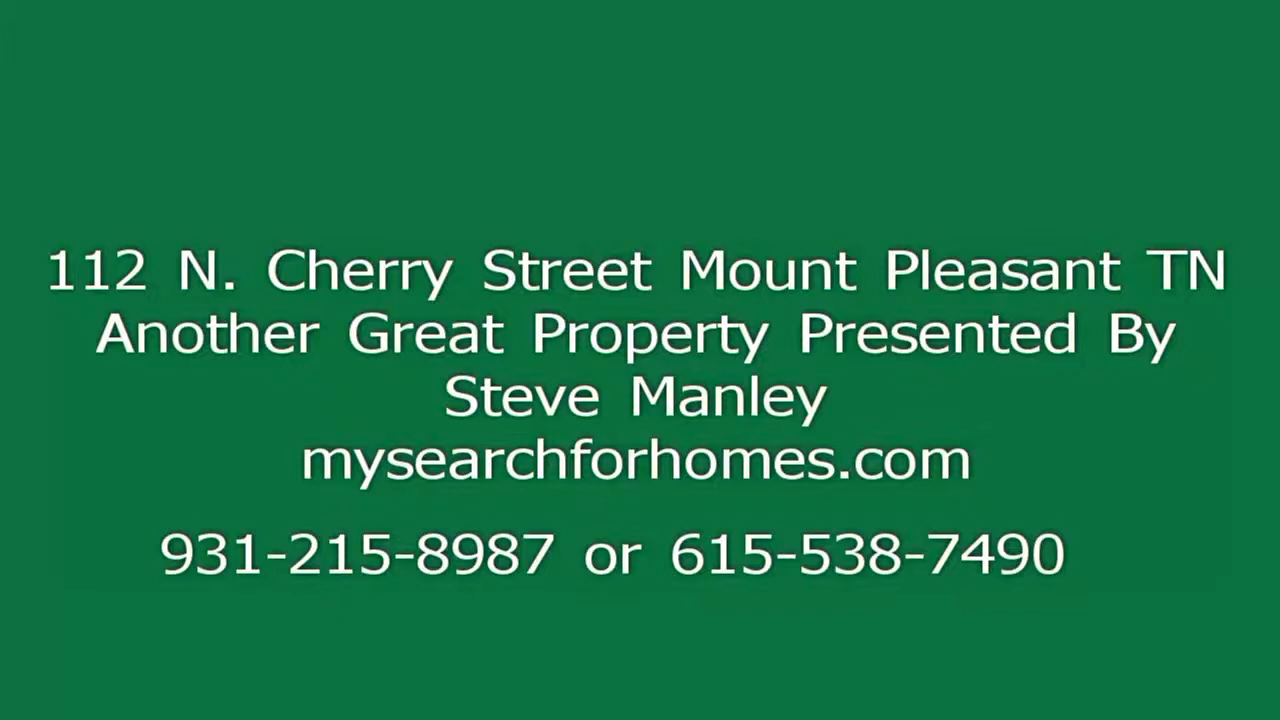 112 N. Cherry Street Mount Pleasant TN
Another Great Property Presented By
Steve Manley
mysearchforhomes.com
931-215-8987 or 615-538-7490